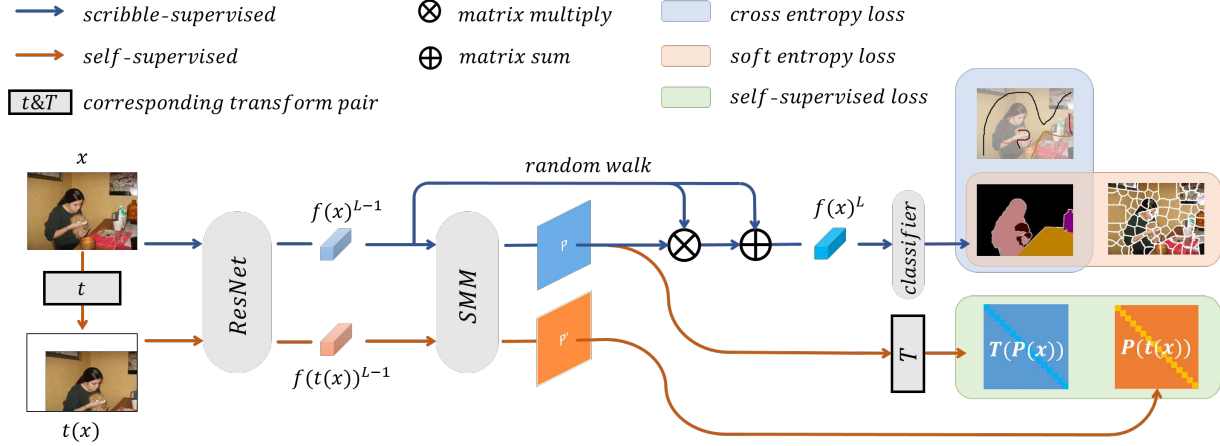 scribble-supervised
matrix multiply
cross entropy loss
self-supervised
matrix sum
soft entropy loss
t&T
corresponding transform pair
self-supervised loss
x
random walk
f(x)^{L-1}
f(x)^L
ResNet
SMM
P
classifier
t
P'
T
T(P(x))
P(t(x))
f(t(x))^{L-1}
t(x)